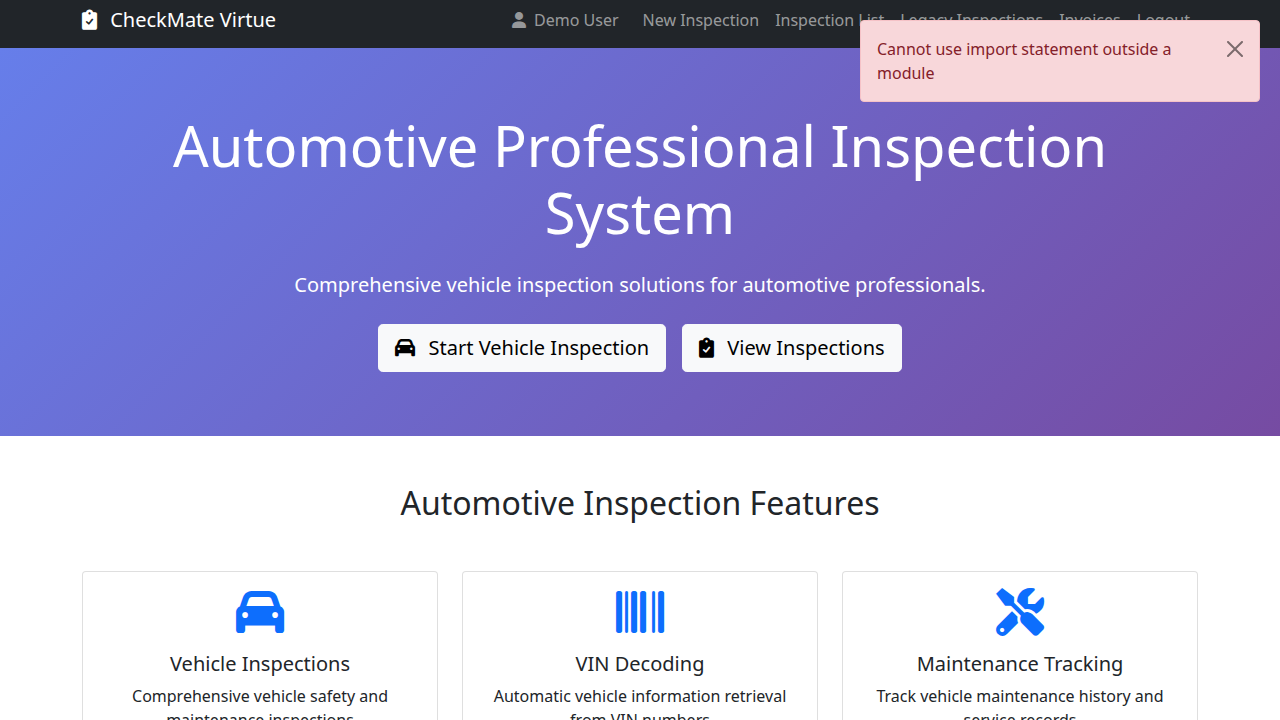 CheckMate Virtue
Demo User
New Inspection
Inspection List
Legacy Inspections
Invoices
Logout
Cannot use import statement outside a
module
Automotive Professional Inspection
System
Comprehensive vehicle inspection solutions for automotive professionals.
Start Vehicle Inspection
View Inspections
Automotive Inspection Features
Vehicle Inspections
Comprehensive vehicle safety and
maintenance inspections
VIN Decoding
Automatic vehicle information retrieval
from VIN numbers
Maintenance Tracking
Track vehicle maintenance history and
service records